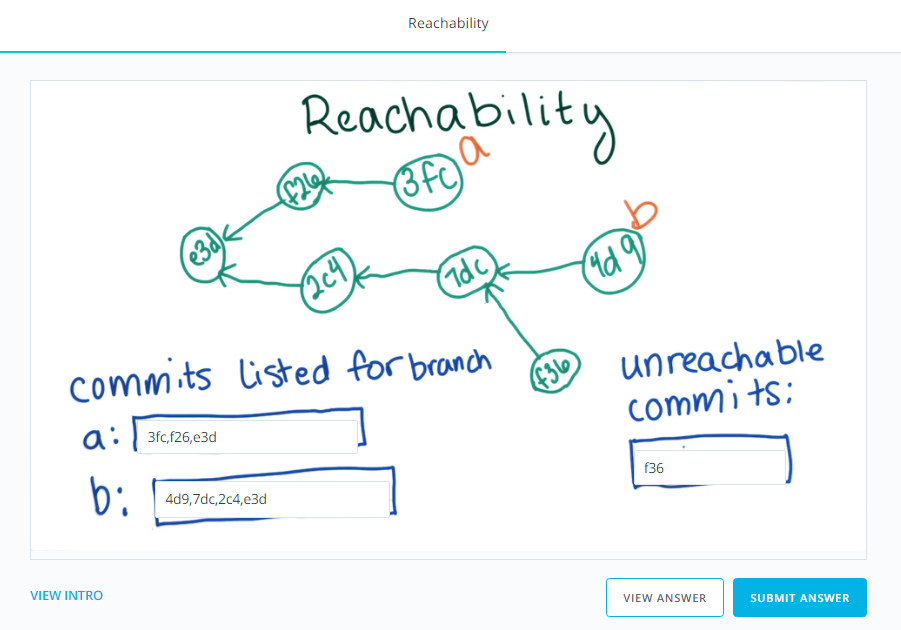 Reachability
Reachability
a
f26
3fc
b
e3d
4d9
2c4
7dc
f36
commits listed for branch
unreachable
commits:
a: 3fc,f26,e3d
f36
b: 4d9,7dc,2c4,e3d
VIEW INTRO
VIEW ANSWER
SUBMIT ANSWER